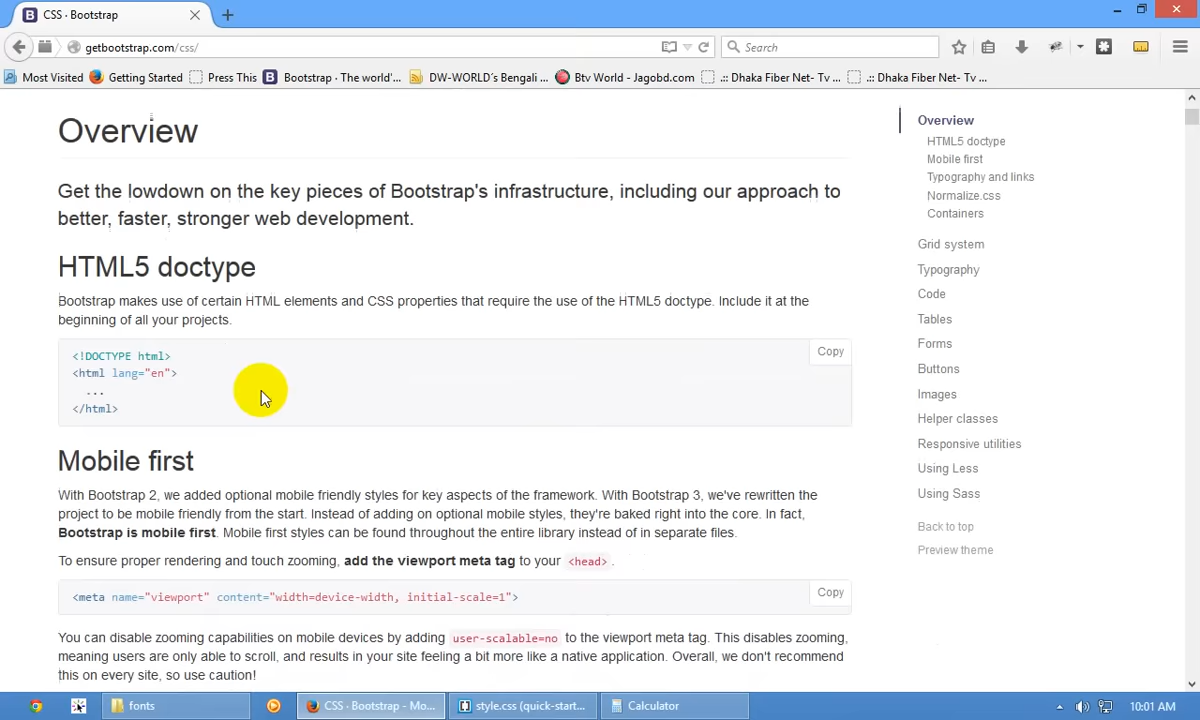 CSS · Bootstrap
getbootstrap.com/css/
Search
Most Visited
Getting Started
Press This
Bootstrap · The world'...
DW-WORLD´s Bengali ...
Btv World - Jagobd.com
.:: Dhaka Fiber Net- Tv ...
.:: Dhaka Fiber Net- Tv ...
Overview
Get the lowdown on the key pieces of Bootstrap's infrastructure, including our approach to
better, faster, stronger web development.
HTML5 doctype
Bootstrap makes use of certain HTML elements and CSS properties that require the use of the HTML5 doctype. Include it at the
beginning of all your projects.
Copy
<!DOCTYPE html>
<html lang="en">
...
</html>
Mobile first
With Bootstrap 2, we added optional mobile friendly styles for key aspects of the framework. With Bootstrap 3, we've rewritten the
project to be mobile friendly from the start. Instead of adding on optional mobile styles, they're baked right into the core. In fact,
Bootstrap is mobile first. Mobile first styles can be found throughout the entire library instead of in separate files.
To ensure proper rendering and touch zooming, add the viewport meta tag to your <head>.
Copy
<meta name="viewport" content="width=device-width, initial-scale=1">
You can disable zooming capabilities on mobile devices by adding user-scalable=no to the viewport meta tag. This disables zooming,
meaning users are only able to scroll, and results in your site feeling a bit more like a native application. Overall, we don't recommend
this on every site, so use caution!
Overview
HTML5 doctype
Mobile first
Typography and links
Normalize.css
Containers
Grid system
Typography
Code
Tables
Forms
Buttons
Images
Helper classes
Responsive utilities
Using Less
Using Sass
Back to top
Preview theme
fonts
CSS · Bootstrap - Mo...
style.css (quick-start...
Calculator
10:01 AM